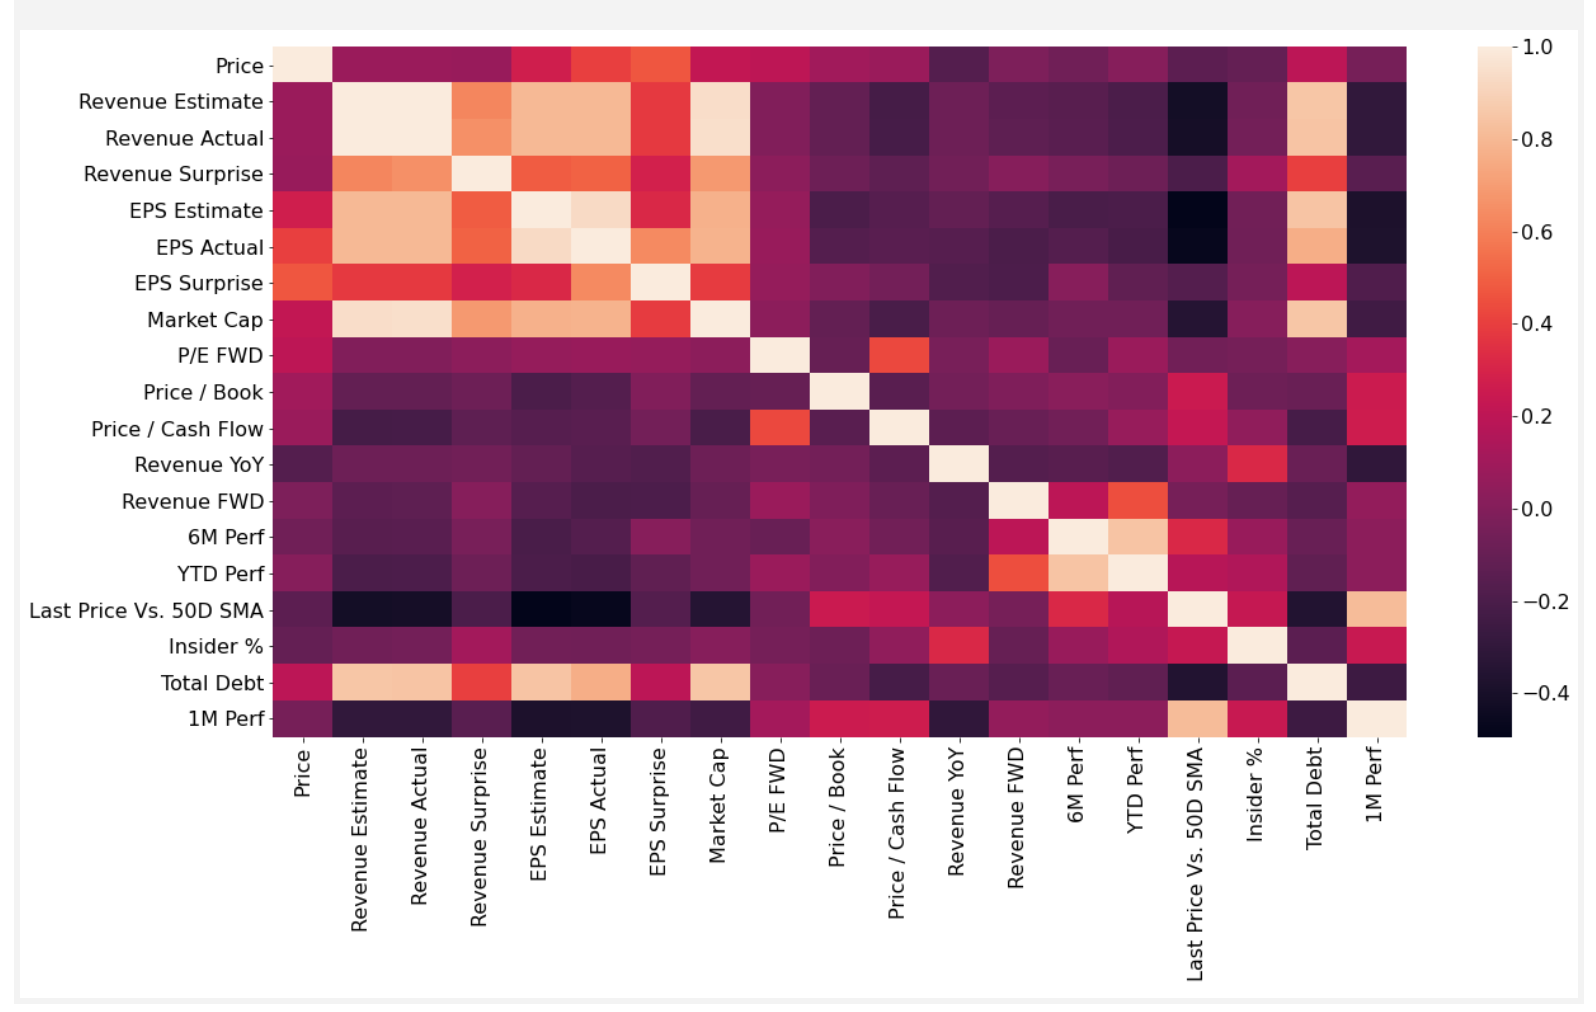 Price
Revenue Estimate
Revenue Actual
Revenue Surprise
EPS Estimate
EPS Actual
EPS Surprise
Market Cap
P/E FWD
Price / Book
Price / Cash Flow
Revenue YoY
Revenue FWD
6M Perf
YTD Perf
Last Price Vs. 50D SMA
Insider %
Total Debt
1M Perf
Price
Revenue Estimate
Revenue Actual
Revenue Surprise
EPS Estimate
EPS Actual
EPS Surprise
Market Cap
P/E FWD
Price / Book
Price / Cash Flow
Revenue YoY
Revenue FWD
6M Perf
YTD Perf
Last Price Vs. 50D SMA
Insider %
Total Debt
1M Perf
1.0
0.8
0.6
0.4
0.2
0.0
−0.2
−0.4